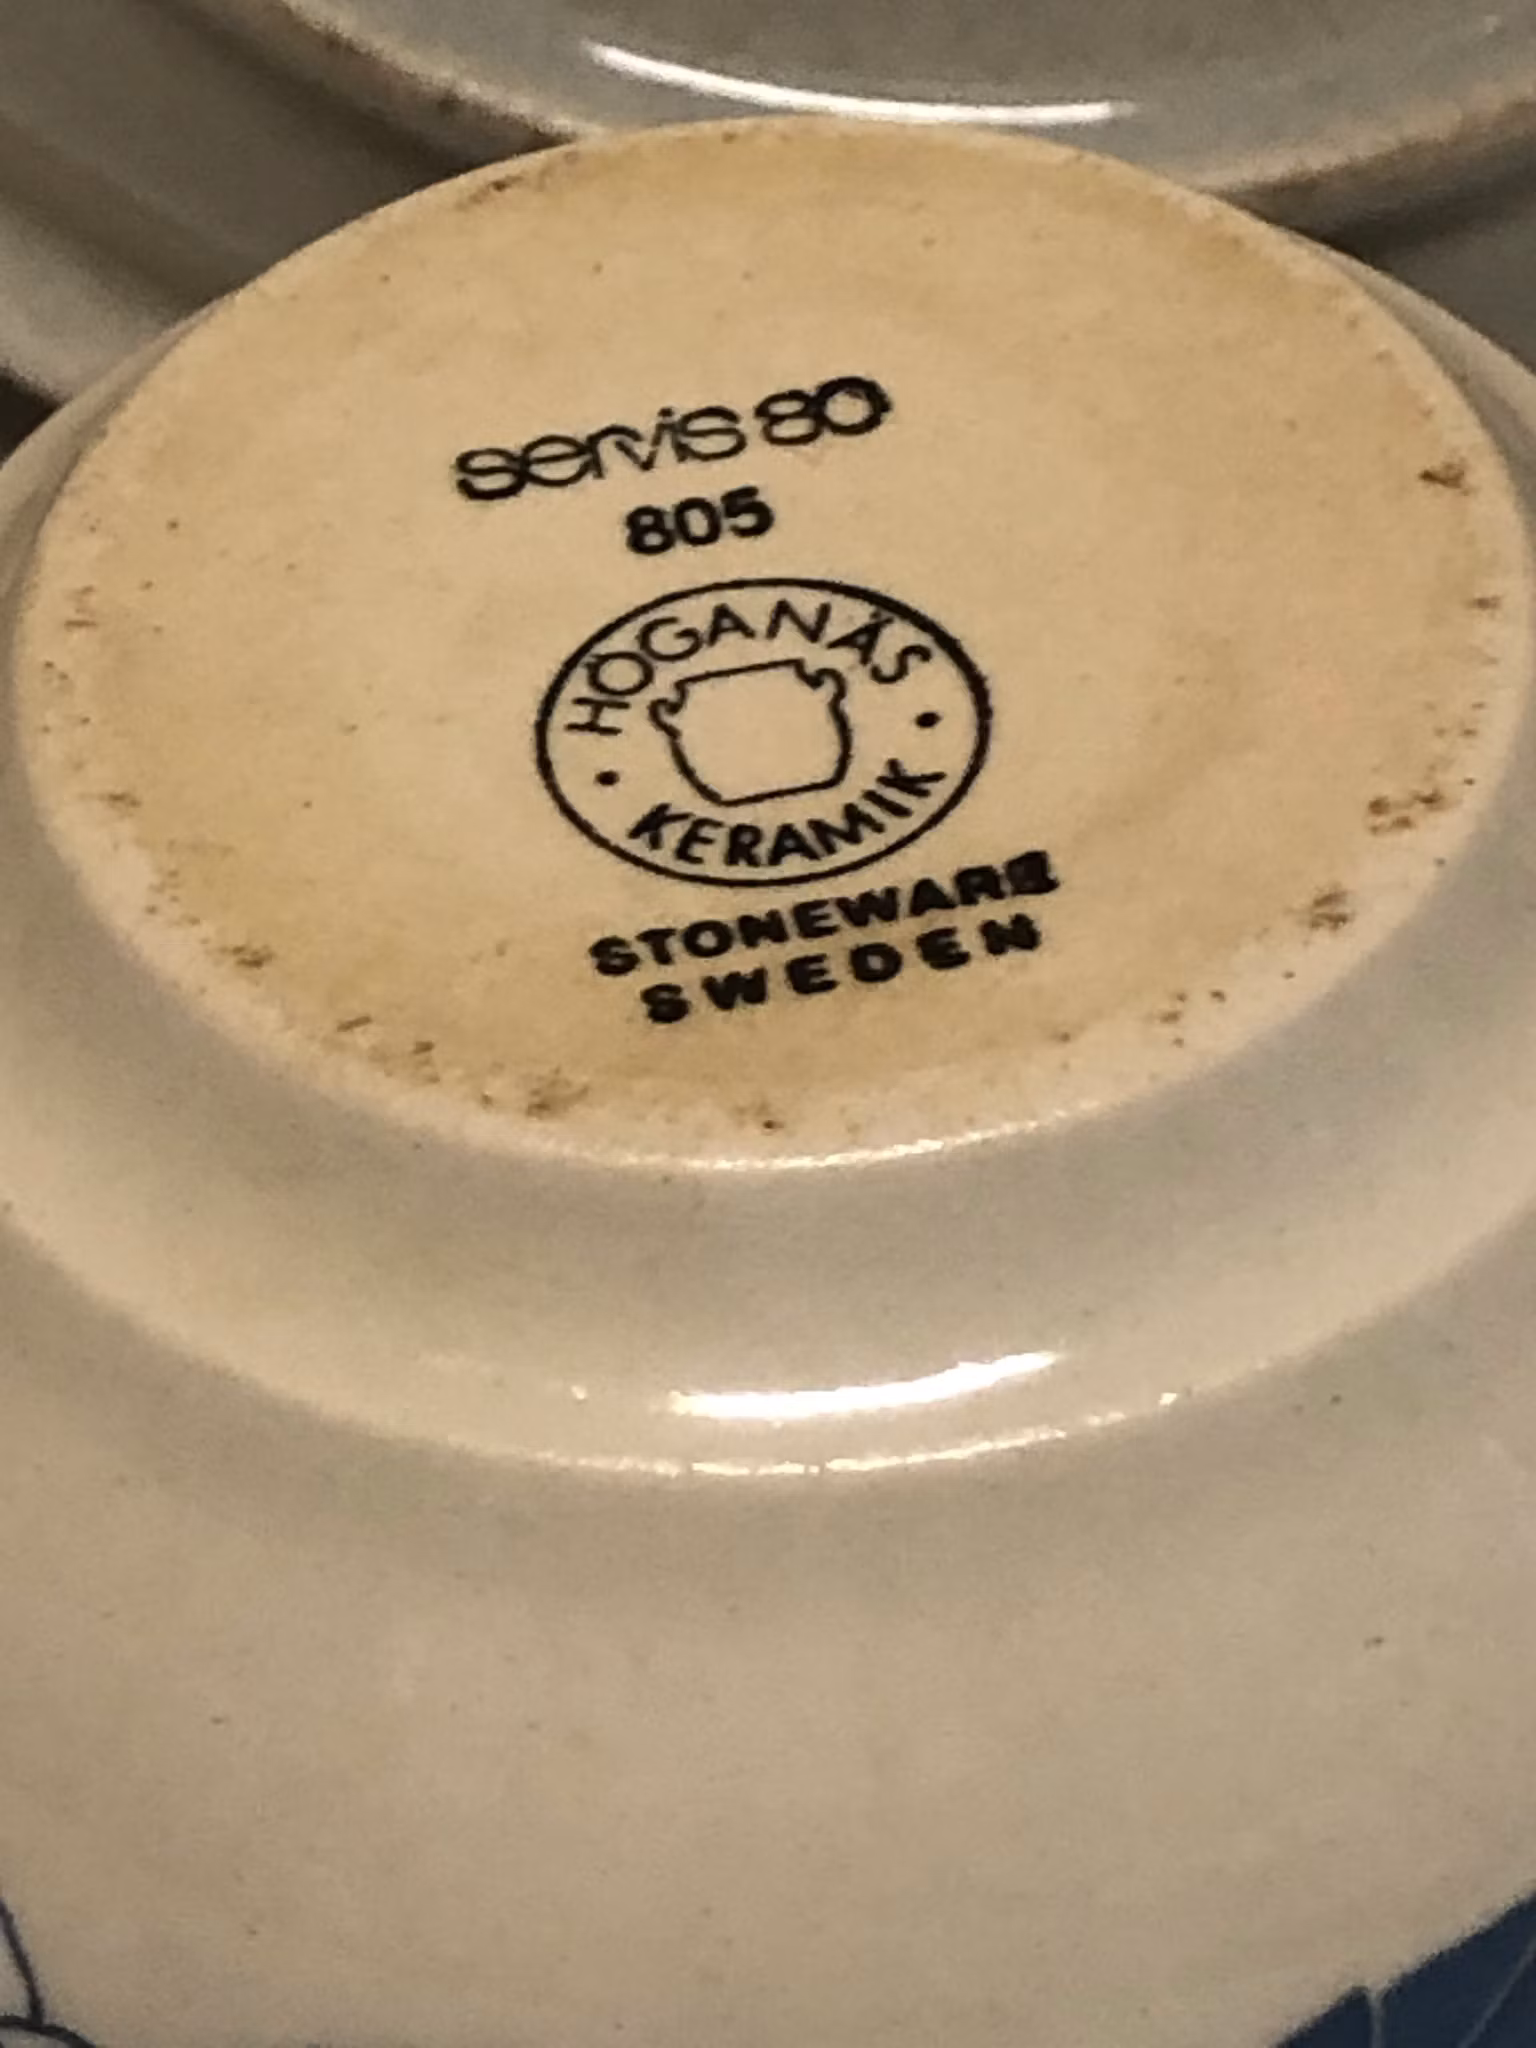 servis 80
805
HÖGANÄS
KERAMIK
STONEWARE
SWEDEN